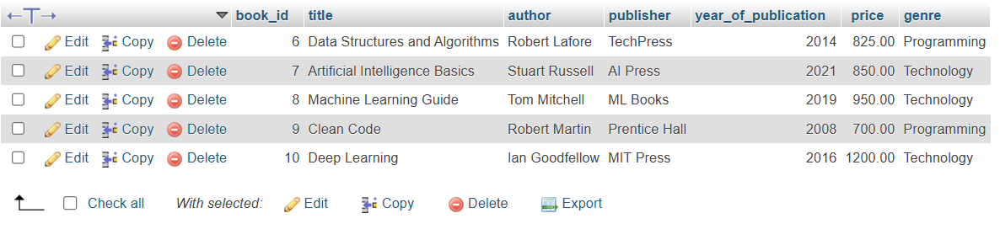 book_id title author publisher year_of_publication price genre
Edit Copy Delete 6 Data Structures and Algorithms Robert Lafore TechPress 2014 825.00 Programming
Edit Copy Delete 7 Artificial Intelligence Basics Stuart Russell AI Press 2021 850.00 Technology
Edit Copy Delete 8 Machine Learning Guide Tom Mitchell ML Books 2019 950.00 Technology
Edit Copy Delete 9 Clean Code Robert Martin Prentice Hall 2008 700.00 Programming
Edit Copy Delete 10 Deep Learning Ian Goodfellow MIT Press 2016 1200.00 Technology
Check all With selected: Edit Copy Delete Export